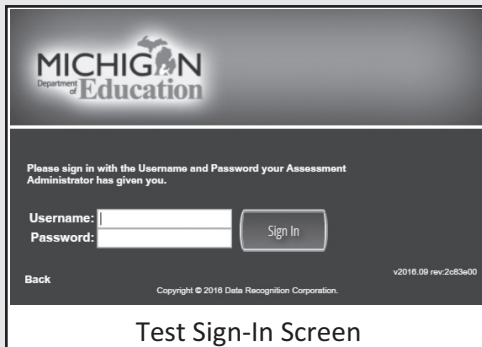 MICHIGAN
Department of Education
Please sign in with the Username and Password your Assessment
Administrator has given you.
Username:
Password:
Sign In
Back
v2016.09 rev:2c83e00
Copyright © 2016 Data Recognition Corporation.
Test Sign-In Screen